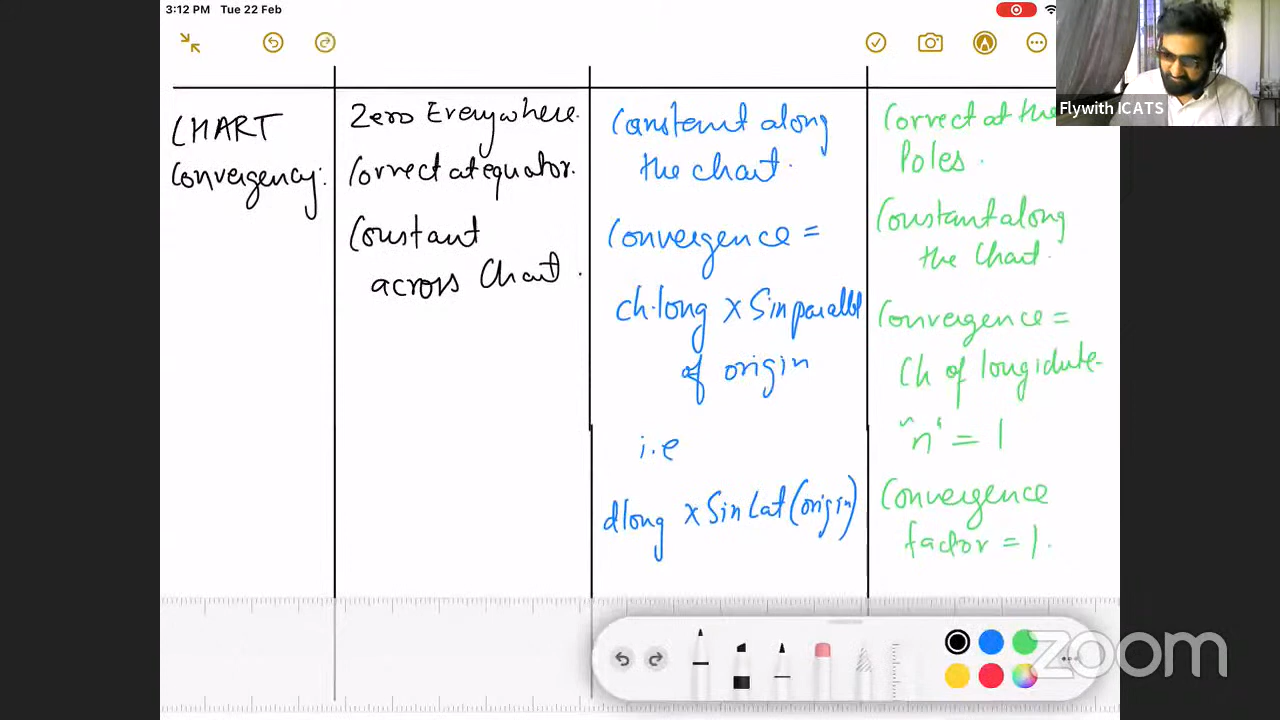 3:12 PM Tue 22 Feb
Flywith ICATS
CHART
Convergency:
Zero Everywhere.
Correct at equator.
Constant
across Chart.
Constant along
the chart.
Convergence =
ch.long x Sin parallel
of origin
i.e
dlong x Sin Lat (origin)
Correct at the
Poles.
Constant along
the Chart.
Convergence =
Ch of longidute.
"n" = 1
Convergence
factor = 1.
zoom